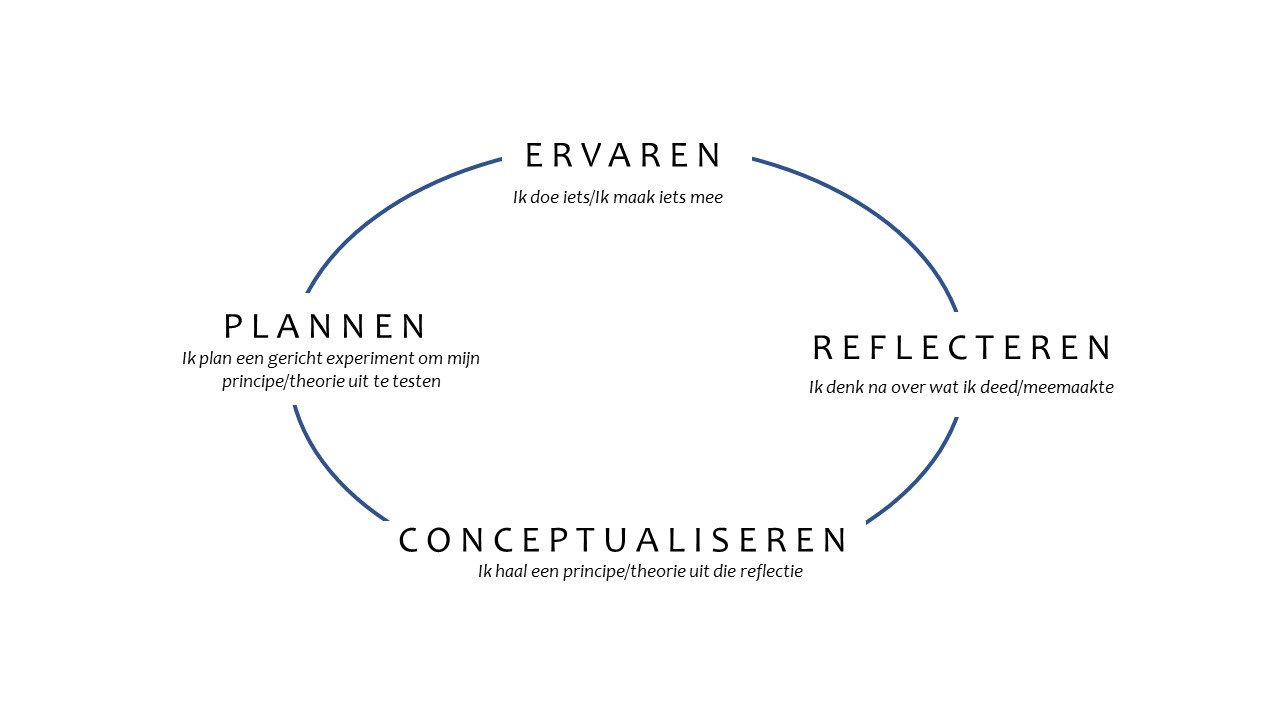 ERVAREN
Ik doe iets/Ik maak iets mee
PLANNEN
Ik plan een gericht experiment om mijn
principe/theorie uit te testen
REFLECTEREN
Ik denk na over wat ik deed/meemaakte
CONCEPTUALISEREN
Ik haal een principe/theorie uit die reflectie